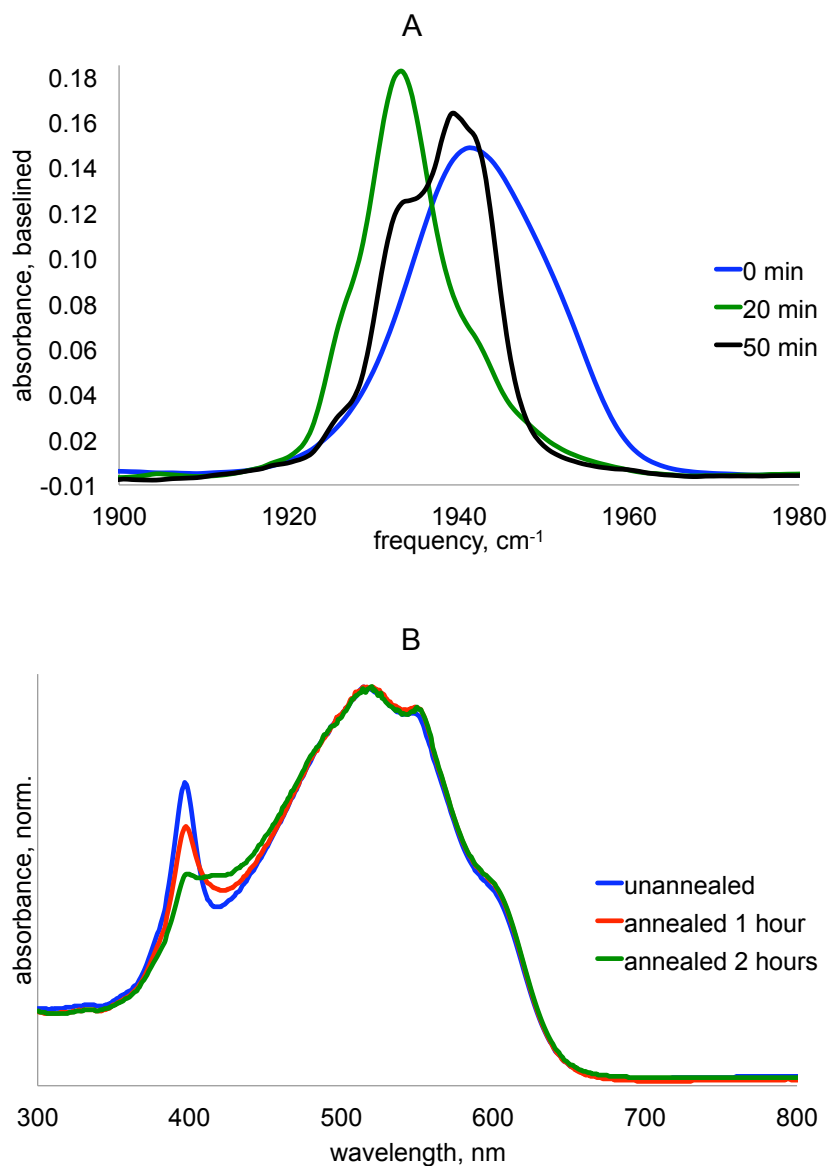 A
absorbance, baselined
0.18
0.16
0.14
0.12
0.10
0.08
0.06
0.04
0.02
-0.01
1900
1920
1940
1960
1980
frequency, cm-1
0 min
20 min
50 min
B
absorbance, norm.
unannealed
annealed 1 hour
annealed 2 hours
300
400
500
600
700
800
wavelength, nm